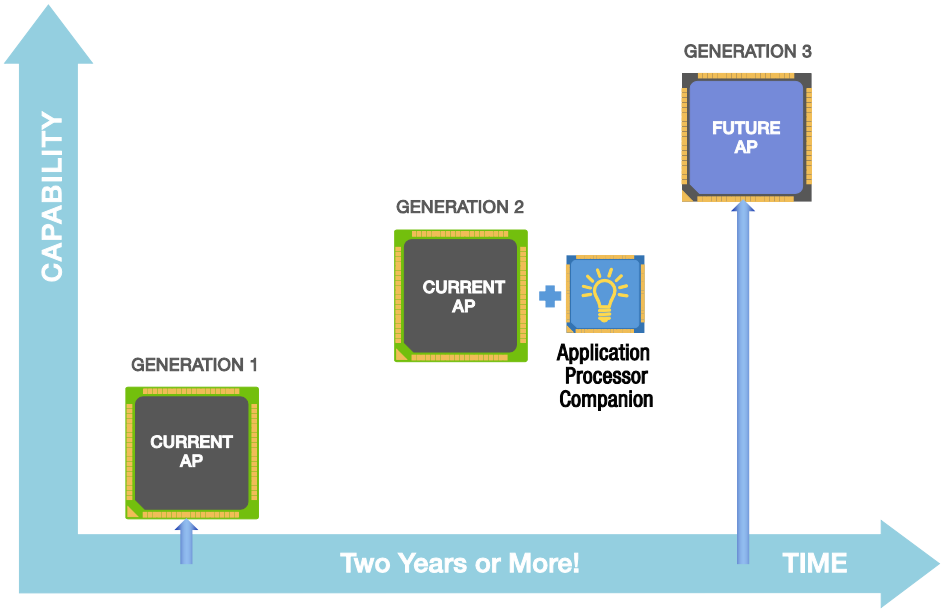 GENERATION 3
FUTURE
AP
CAPABILITY
GENERATION 2
CURRENT
AP
Application
Processor
Companion
GENERATION 1
CURRENT
AP
Two Years or More!
TIME